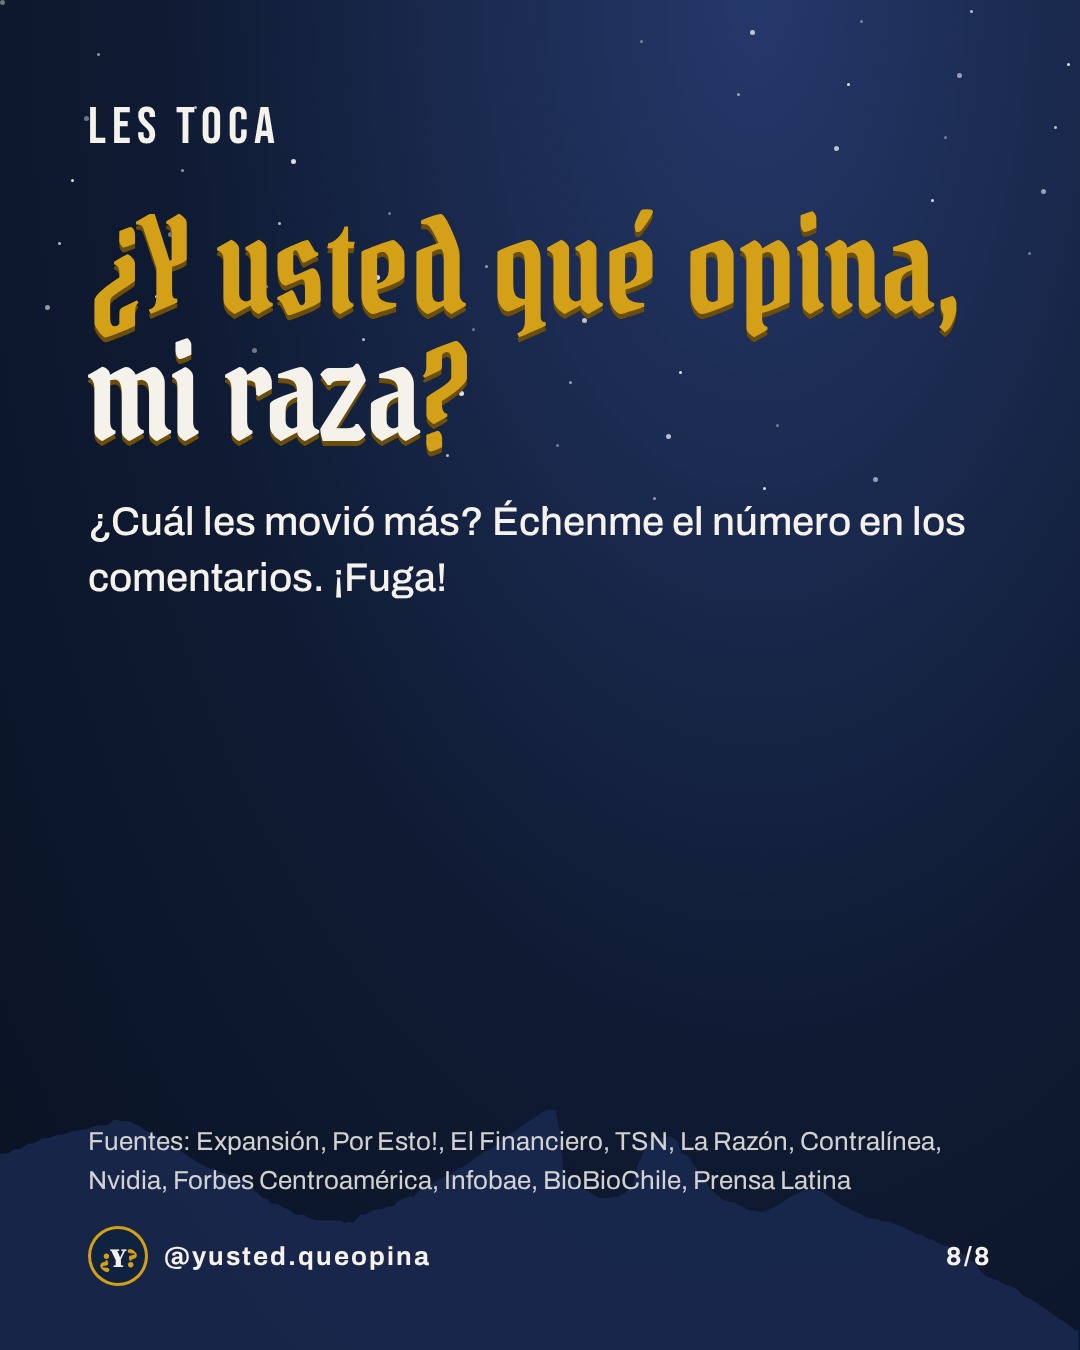 LES TOCA
¿Y usted qué opina,
mi raza?
¿Cuál les movió más? Échenme el número en los
comentarios. ¡Fuga!
Fuentes: Expansión, Por Esto!, El Financiero, TSN, La Razón, Contralínea,
Nvidia, Forbes Centroamérica, Infobae, BioBioChile, Prensa Latina
¿Y? @yusted.queopina 8/8